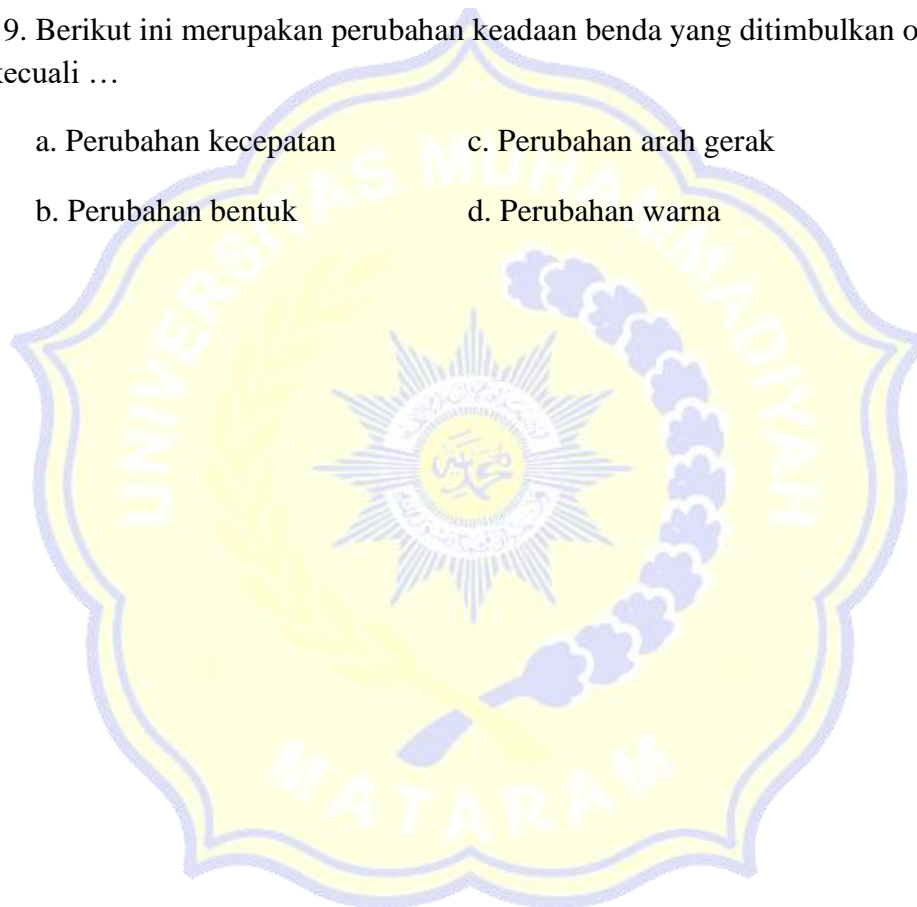 9. Berikut ini merupakan perubahan keadaan benda yang ditimbulkan
kecuali …
a. Perubahan kecepatan c. Perubahan arah gerak
b. Perubahan bentuk d. Perubahan warna
UNIVERSITAS MUHAMMADIYAH
MATARAM